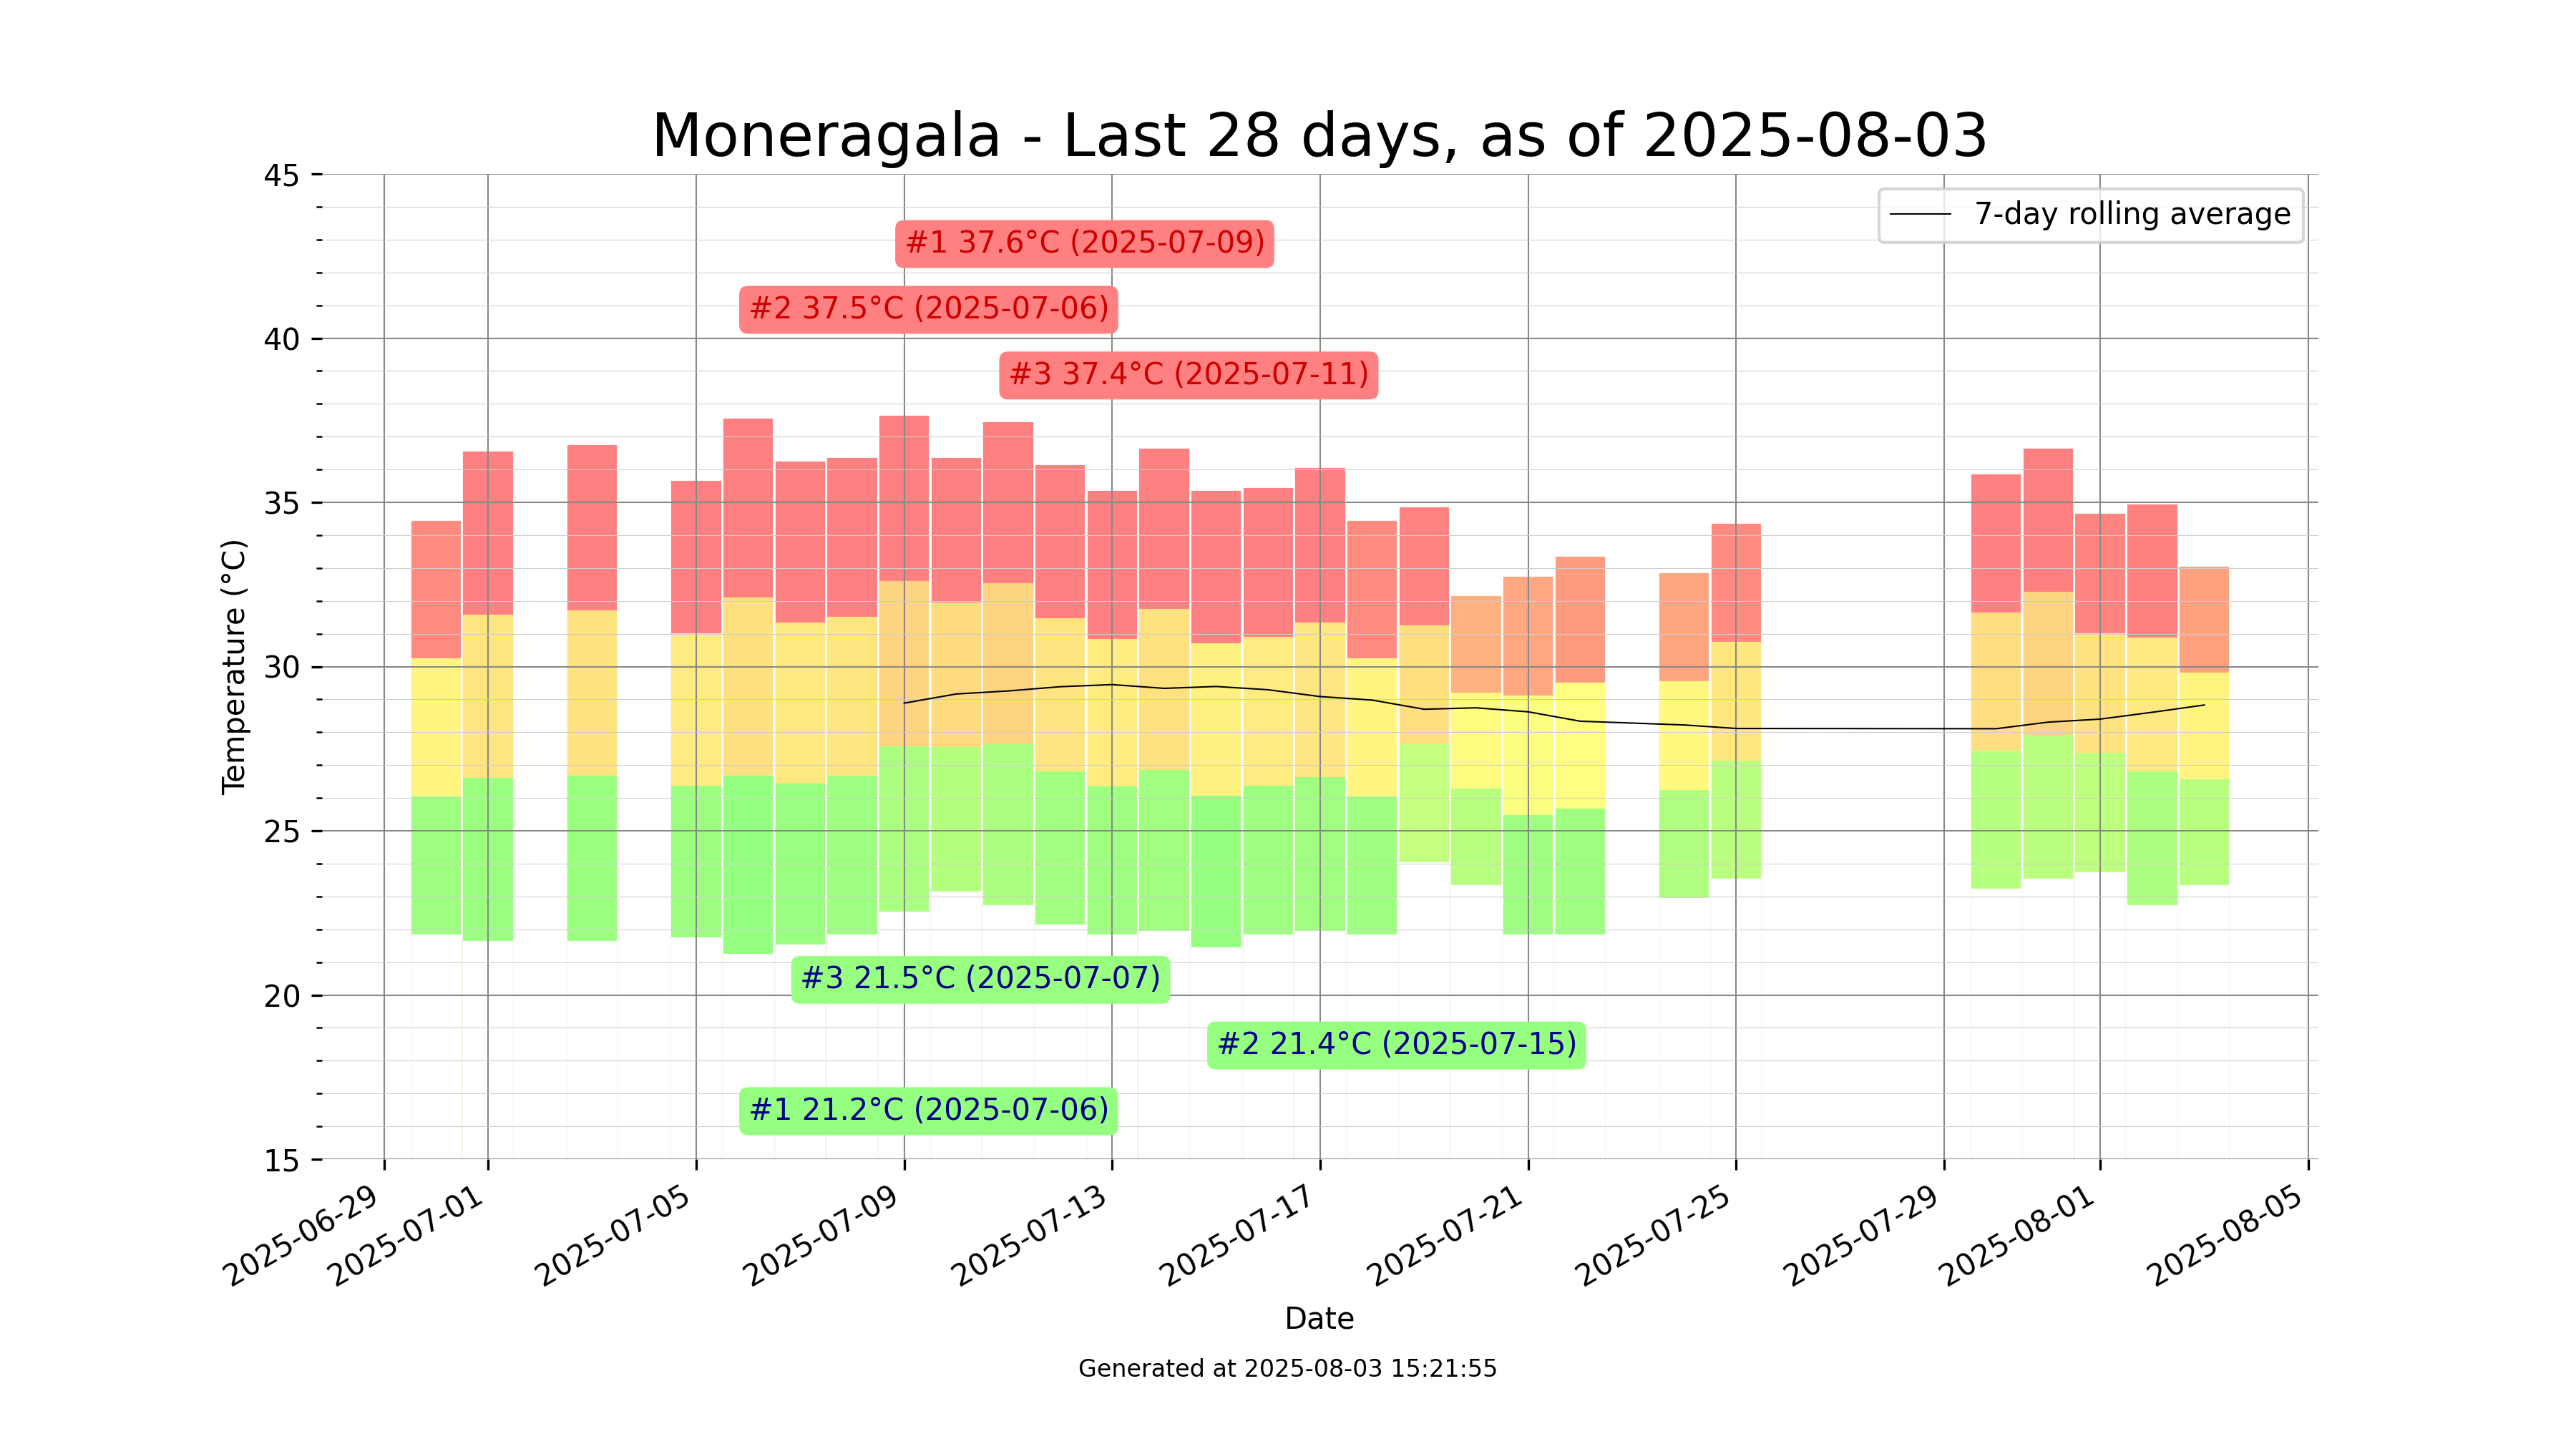 Moneragala - Last 28 days, as of 2025-08-03
7-day rolling average
#1 37.6°C (2025-07-09)
#2 37.5°C (2025-07-06)
#3 37.4°C (2025-07-11)
#3 21.5°C (2025-07-07)
#2 21.4°C (2025-07-15)
#1 21.2°C (2025-07-06)
Temperature (°C)
45
40
35
30
25
20
15
2025-06-29
2025-07-01
2025-07-05
2025-07-09
2025-07-13
2025-07-17
2025-07-21
2025-07-25
2025-07-29
2025-08-01
2025-08-05
Date
Generated at 2025-08-03 15:21:55